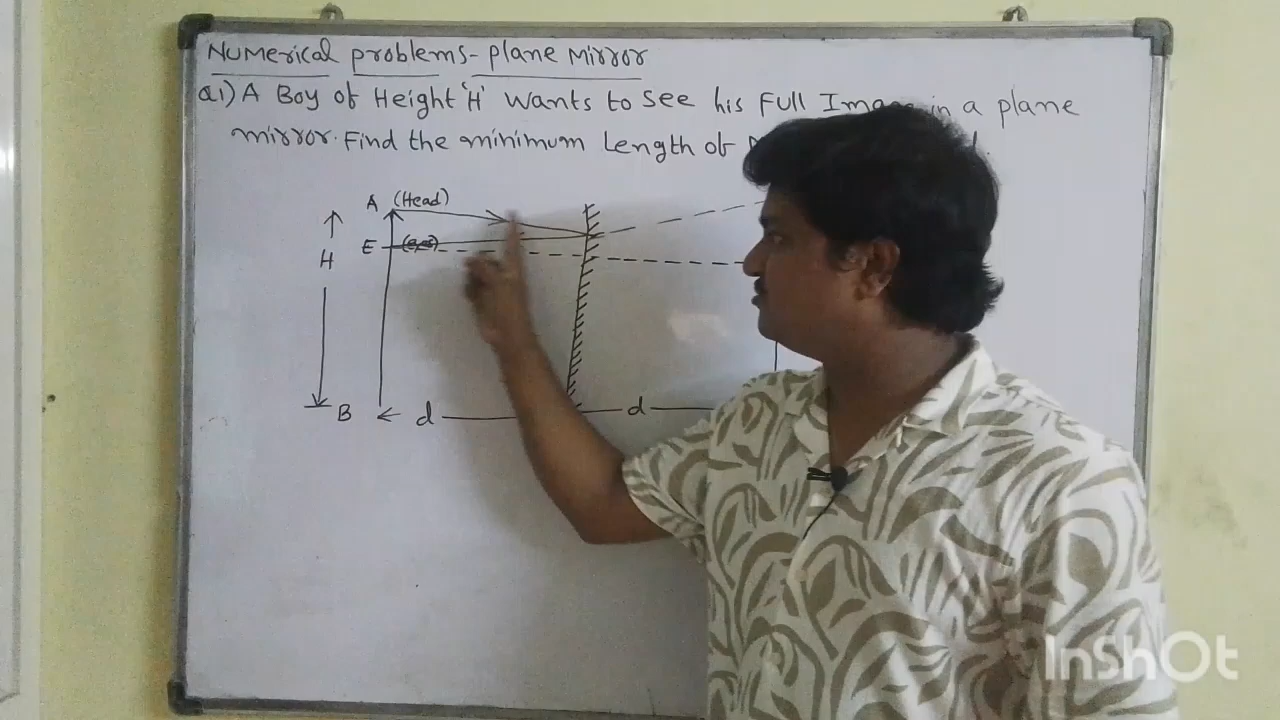 Numerical problems- plane mirror
Q1) A Boy of Height 'H' wants to see his Full Image in a plane
mirror. Find the minimum Length of
A (Head)
E
H
B
d
d
InShOt